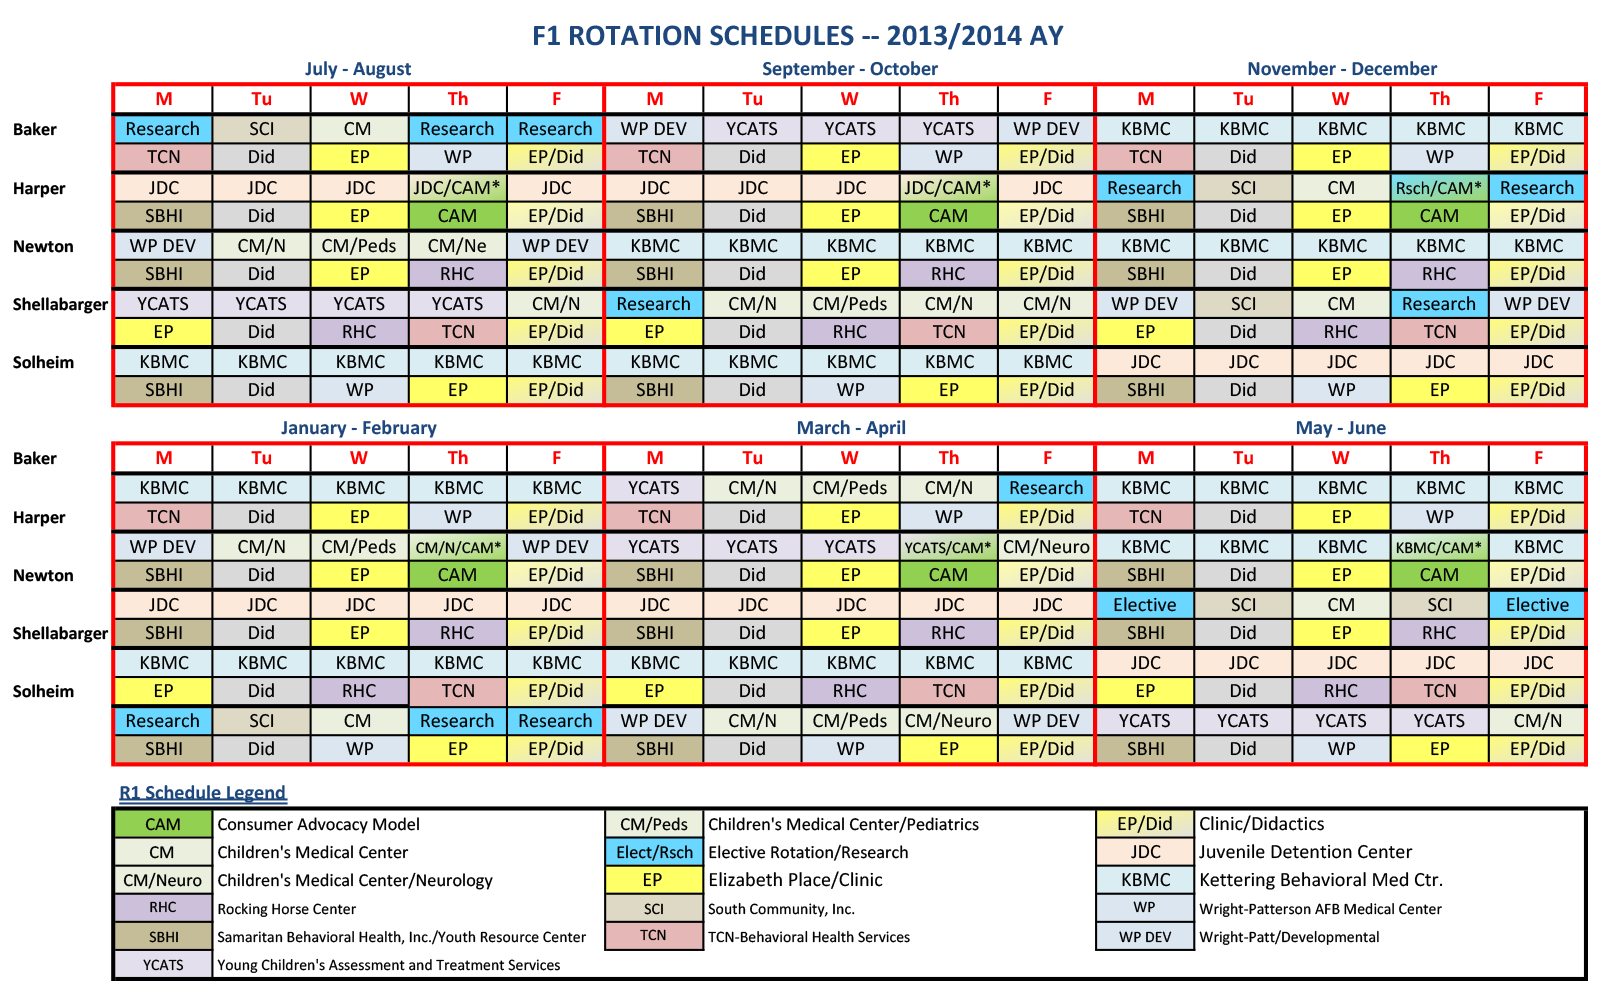 F1 ROTATION SCHEDULES -- 2013/2014 AY
July - August September - October November - December
M Tu W Th F M Tu W Th F M Tu W Th F
Baker Research SCI CM Research Research WP DEV YCATS YCATS YCATS WP DEV KBMC KBMC KBMC KBMC KBMC
TCN Did EP WP EP/Did TCN Did EP WP EP/Did TCN Did EP WP EP/Did
Harper JDC JDC JDC JDC/CAM* JDC JDC JDC JDC JDC/CAM* JDC Research SCI CM Rsch/CAM* Research
SBHI Did EP CAM EP/Did SBHI Did EP CAM EP/Did SBHI Did EP CAM EP/Did
Newton WP DEV CM/N CM/Peds CM/Ne WP DEV KBMC KBMC KBMC KBMC KBMC KBMC KBMC KBMC KBMC KBMC
SBHI Did EP RHC EP/Did SBHI Did EP RHC EP/Did SBHI Did EP RHC EP/Did
Shellabarger YCATS YCATS YCATS YCATS CM/N Research CM/N CM/Peds CM/N CM/N WP DEV SCI CM Research WP DEV
EP Did RHC TCN EP/Did EP Did RHC TCN EP/Did EP Did RHC TCN EP/Did
Solheim KBMC KBMC KBMC KBMC KBMC KBMC KBMC KBMC KBMC KBMC JDC JDC JDC JDC JDC
SBHI Did WP EP EP/Did SBHI Did WP EP EP/Did SBHI Did WP EP EP/Did
January - February March - April May - June
Baker M Tu W Th F M Tu W Th F M Tu W Th F
KBMC KBMC KBMC KBMC KBMC YCATS CM/N CM/Peds CM/N Research KBMC KBMC KBMC KBMC KBMC
Harper TCN Did EP WP EP/Did TCN Did EP WP EP/Did TCN Did EP WP EP/Did
WP DEV CM/N CM/Peds CM/N/CAM* WP DEV YCATS YCATS YCATS YCATS/CAM* CM/Neuro KBMC KBMC KBMC KBMC/CAM* KBMC
Newton SBHI Did EP CAM EP/Did SBHI Did EP CAM EP/Did SBHI Did EP CAM EP/Did
JDC JDC JDC JDC JDC JDC JDC JDC JDC JDC Elective SCI CM SCI Elective
Shellabarger SBHI Did EP RHC EP/Did SBHI Did EP RHC EP/Did SBHI Did EP RHC EP/Did
KBMC KBMC KBMC KBMC KBMC KBMC KBMC KBMC KBMC KBMC JDC JDC JDC JDC JDC
Solheim EP Did RHC TCN EP/Did EP Did RHC TCN EP/Did EP Did RHC TCN EP/Did
Research SCI CM Research Research WP DEV CM/N CM/Peds CM/Neuro WP DEV YCATS YCATS YCATS YCATS CM/N
SBHI Did WP EP EP/Did SBHI Did WP EP EP/Did SBHI Did WP EP EP/Did
R1 Schedule Legend
CAM Consumer Advocacy Model CM/Peds Children's Medical Center/Pediatrics EP/Did Clinic/Didactics
CM Children's Medical Center Elect/Rsch Elective Rotation/Research JDC Juvenile Detention Center
CM/Neuro Children's Medical Center/Neurology EP Elizabeth Place/Clinic KBMC Kettering Behavioral Med Ctr.
RHC Rocking Horse Center SCI South Community, Inc. WP Wright-Patterson AFB Medical Center
SBHI Samaritan Behavioral Health, Inc./Youth Resource Center TCN TCN-Behavioral Health Services WP DEV Wright-Patt/Developmental
YCATS Young Children's Assessment and Treatment Services